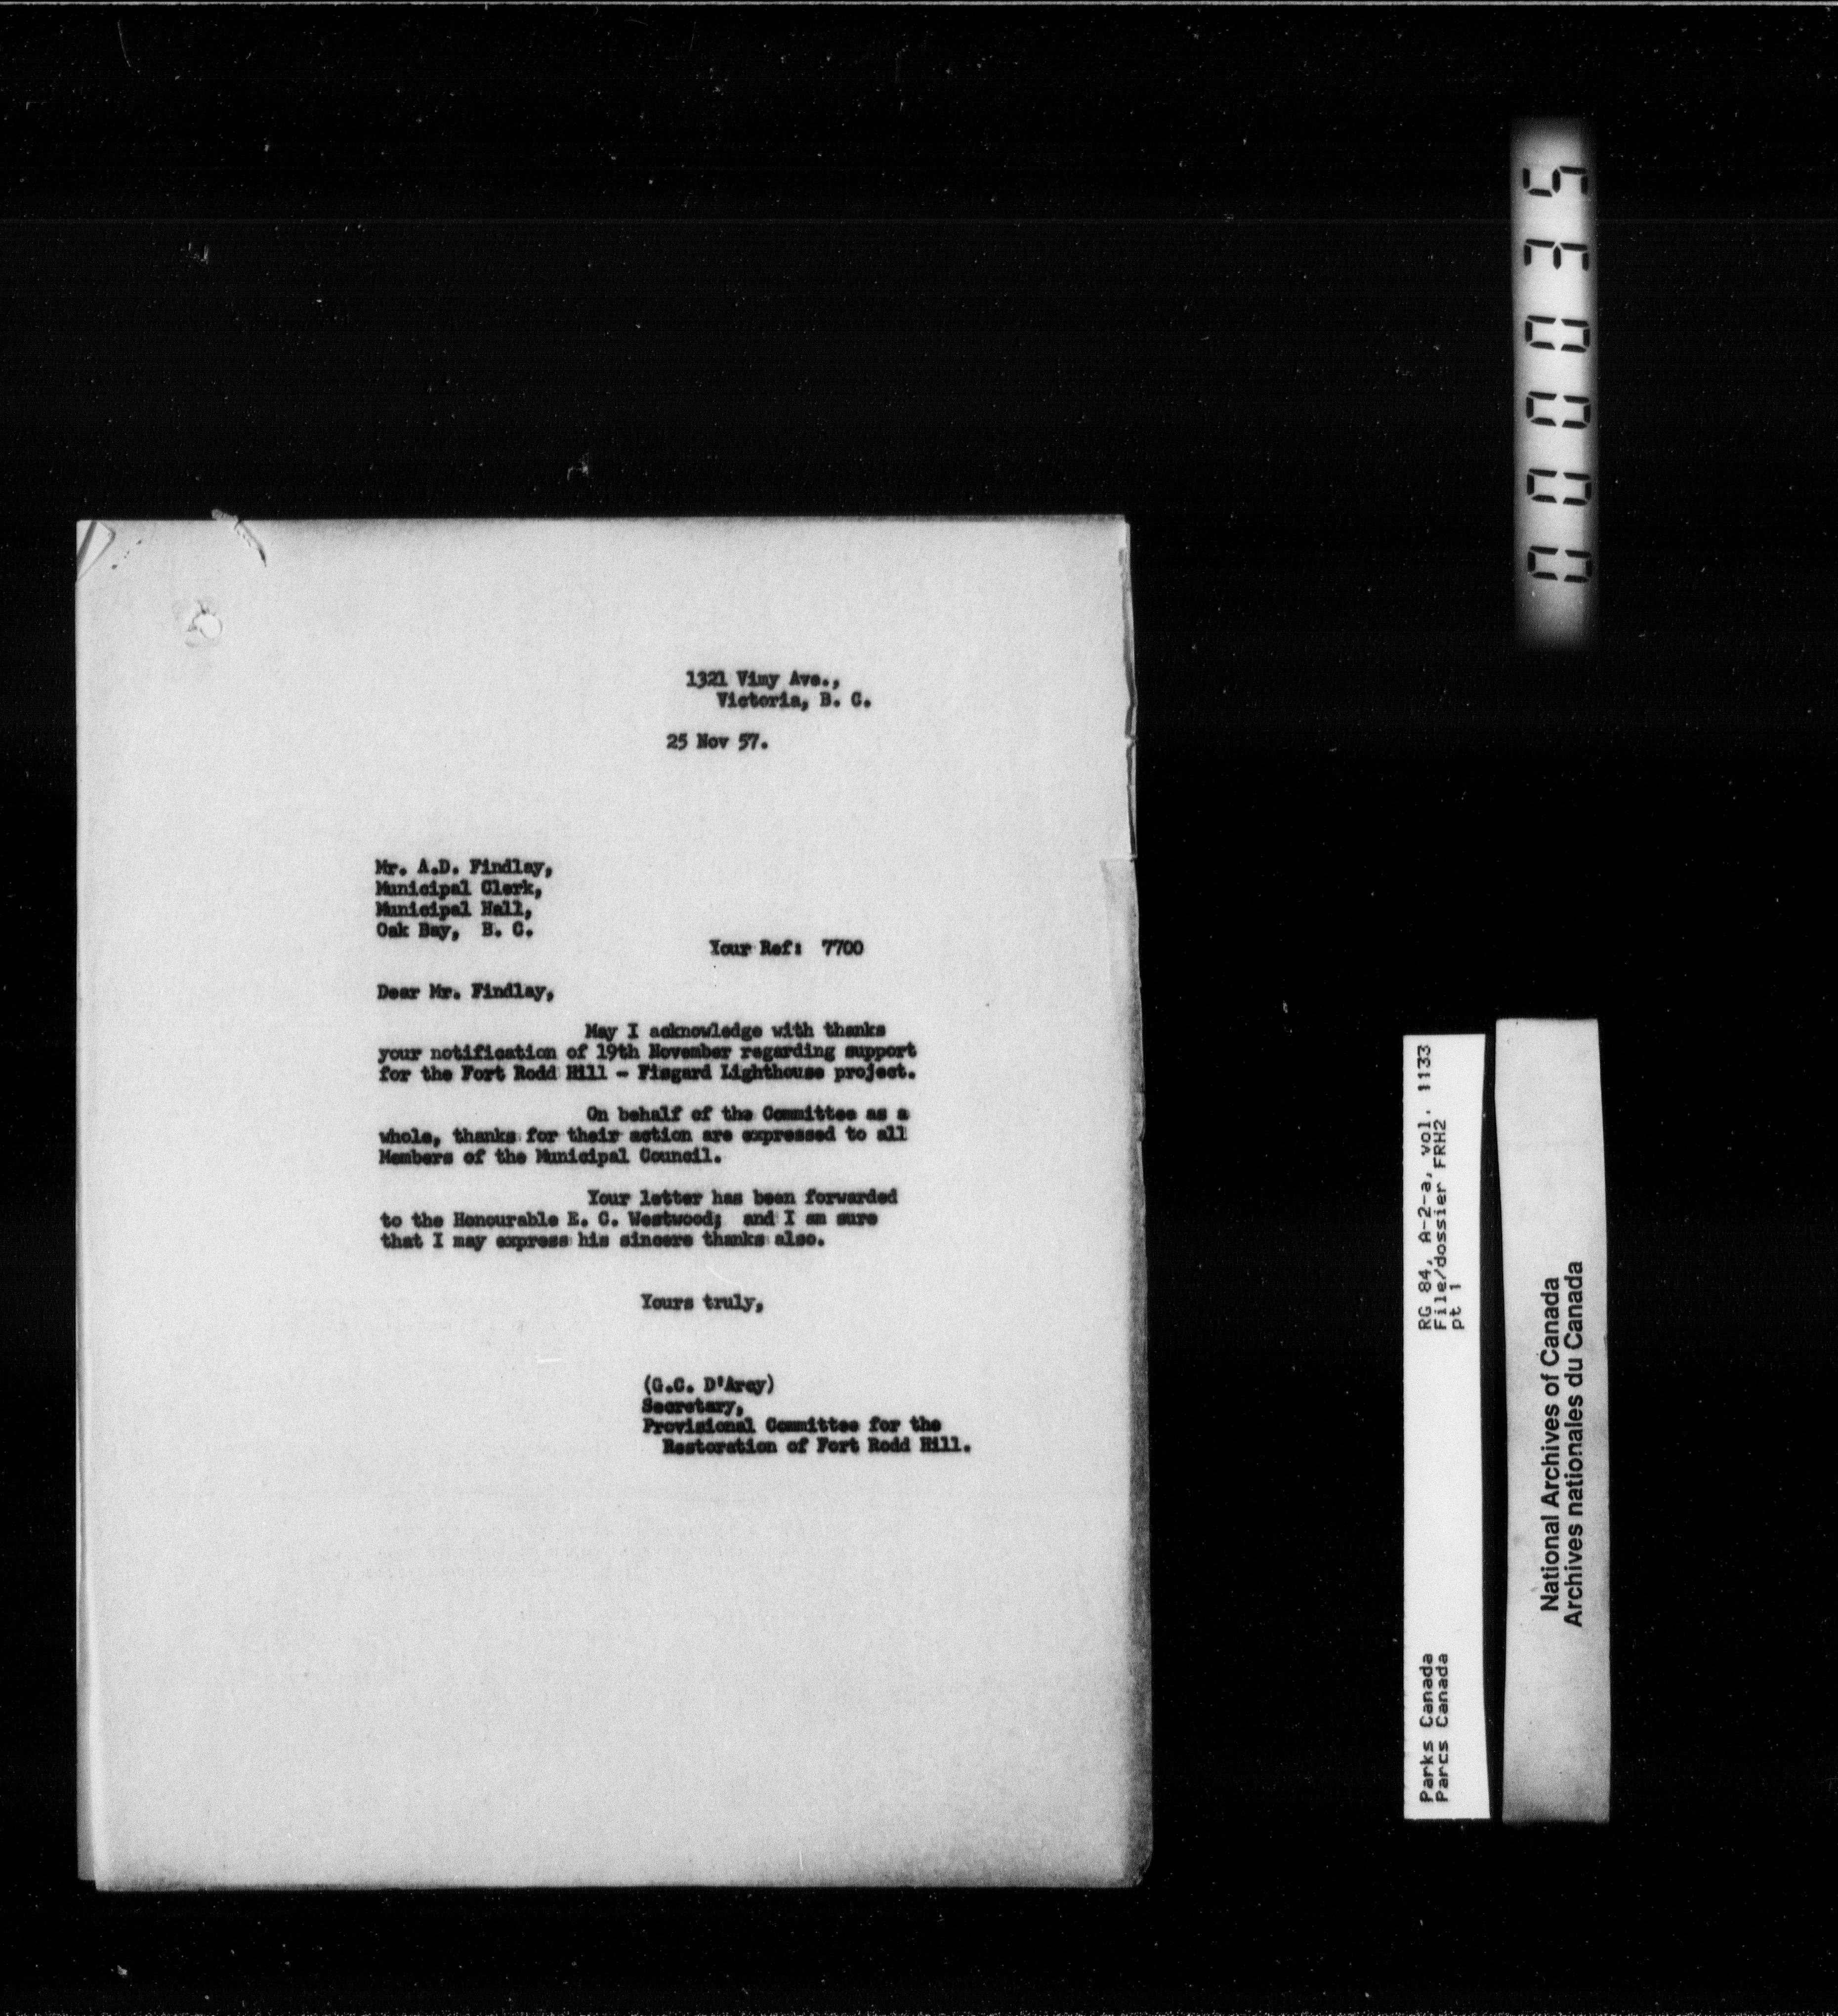 1321 Vimy Ave.,
Victoria, B. C.
25 Nov 57.
Mr. A.D. Findlay,
Municipal Clerk,
Municipal Hall,
Oak Bay, B. C.
Your Ref: 7700
Dear Mr. Findlay,
May I acknowledge with thanks
your notification of 19th November regarding support
for the Fort Rodd Hill - Fisgard Lighthouse project.
On behalf of the Committee as a
whole, thanks for their action are expressed to all
Members of the Municipal Council.
Your letter has been forwarded
to the Honourable E. C. Westwood; and I am sure
that I may express his sincere thanks also.
Yours truly,
(G.C. D'Arcy)
Secretary,
Provisional Committee for the
Restoration of Fort Rodd Hill.
000035
RG 84, A-2-a, vol. 1133
File/dossier FRH2
pt 1
Parks Canada
Parcs Canada
National Archives of Canada
Archives nationales du Canada